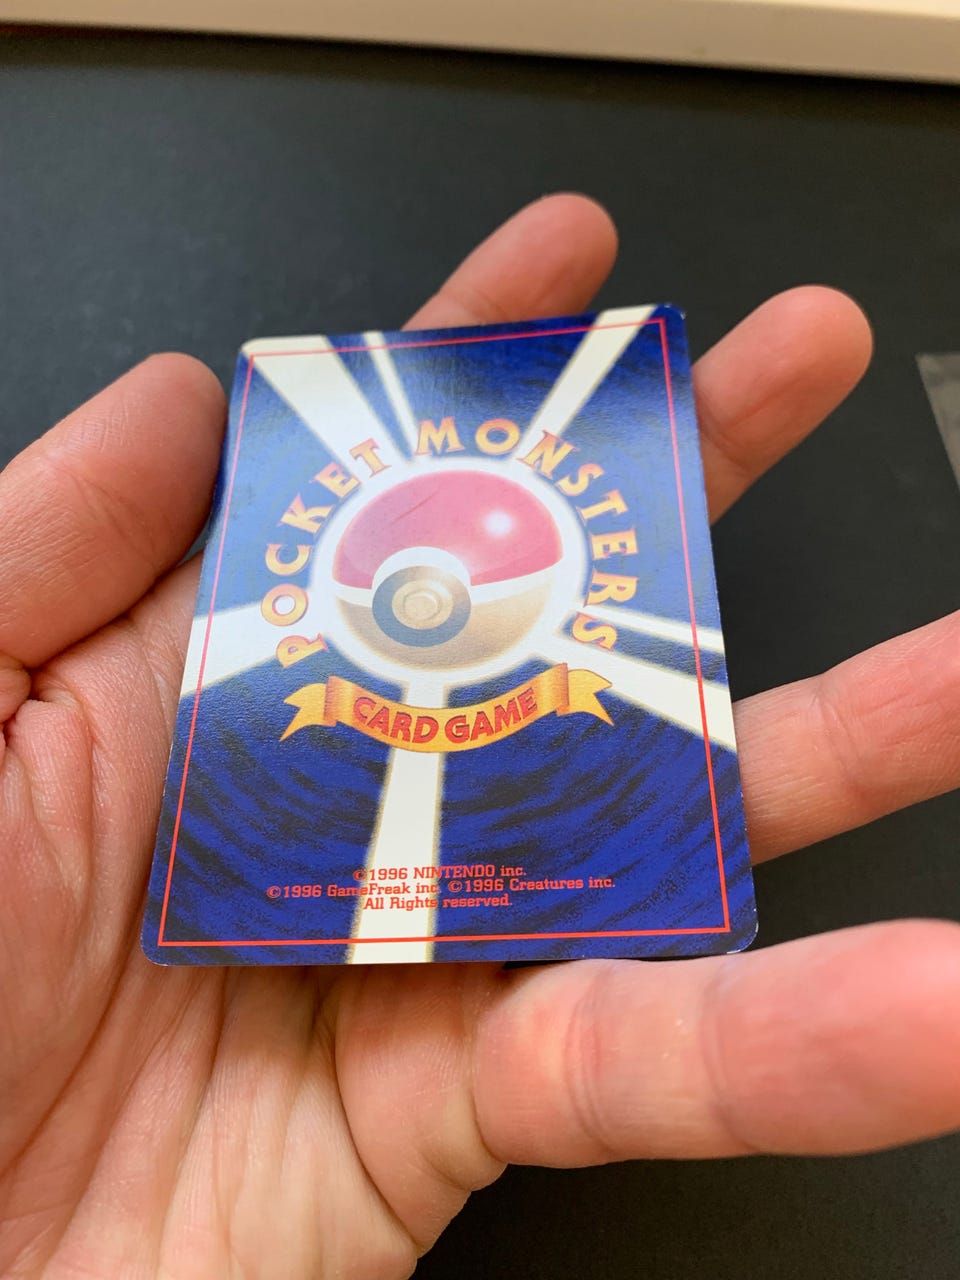 POCKET MONSTERS
CARD GAME
©1996 NINTENDO inc.
©1996 GameFreak inc. ©1996 Creatures inc.
All Rights reserved.